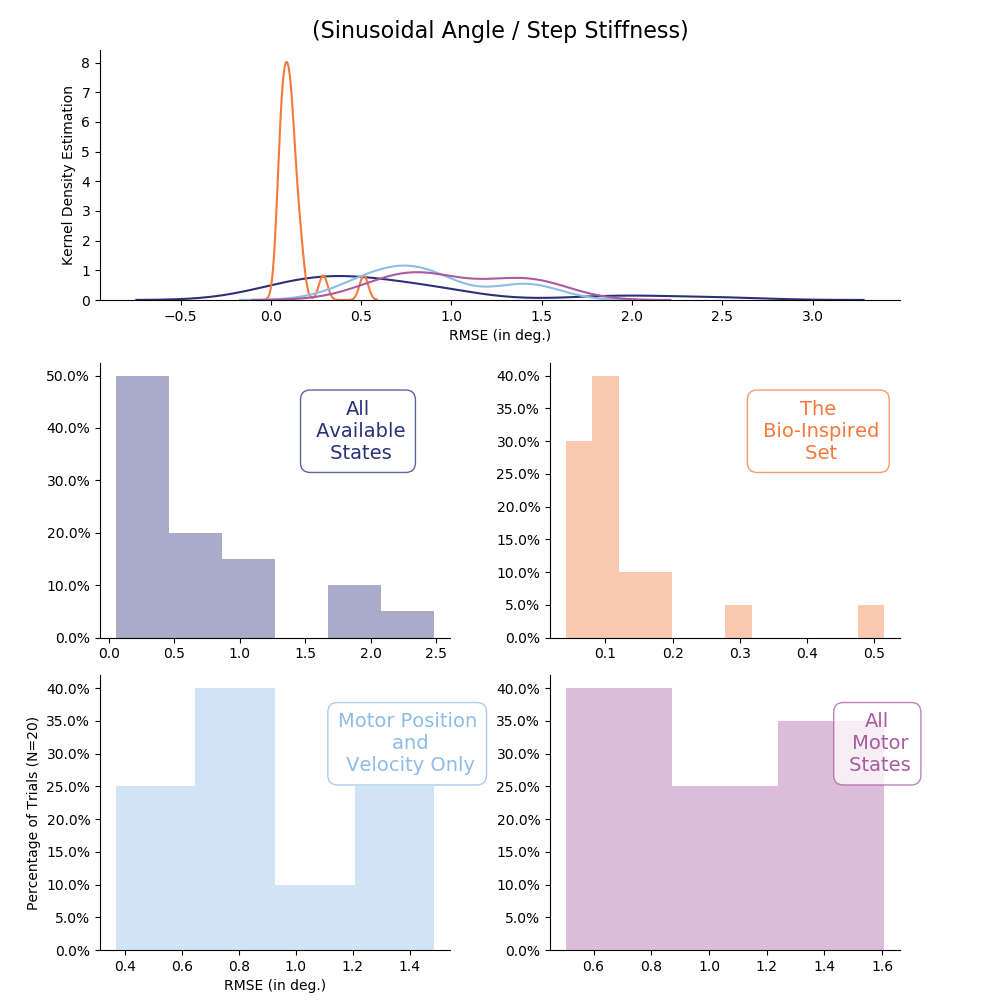 (Sinusoidal Angle / Step Stiffness)
Kernel Density Estimation
8
7
6
5
4
3
2
1
0
−0.5 0.0 0.5 1.0 1.5 2.0 2.5 3.0
RMSE (in deg.)
50.0%
40.0%
30.0%
20.0%
10.0%
0.0%
0.0 0.5 1.0 1.5 2.0 2.5
All
Available
States
40.0%
35.0%
30.0%
25.0%
20.0%
15.0%
10.0%
5.0%
0.0%
0.1 0.2 0.3 0.4 0.5
The
Bio-Inspired
Set
Percentage of Trials (N=20)
40.0%
35.0%
30.0%
25.0%
20.0%
15.0%
10.0%
5.0%
0.0%
0.4 0.6 0.8 1.0 1.2 1.4
RMSE (in deg.)
Motor Position
and
Velocity Only
40.0%
35.0%
30.0%
25.0%
20.0%
15.0%
10.0%
5.0%
0.0%
0.6 0.8 1.0 1.2 1.4 1.6
All
Motor
States